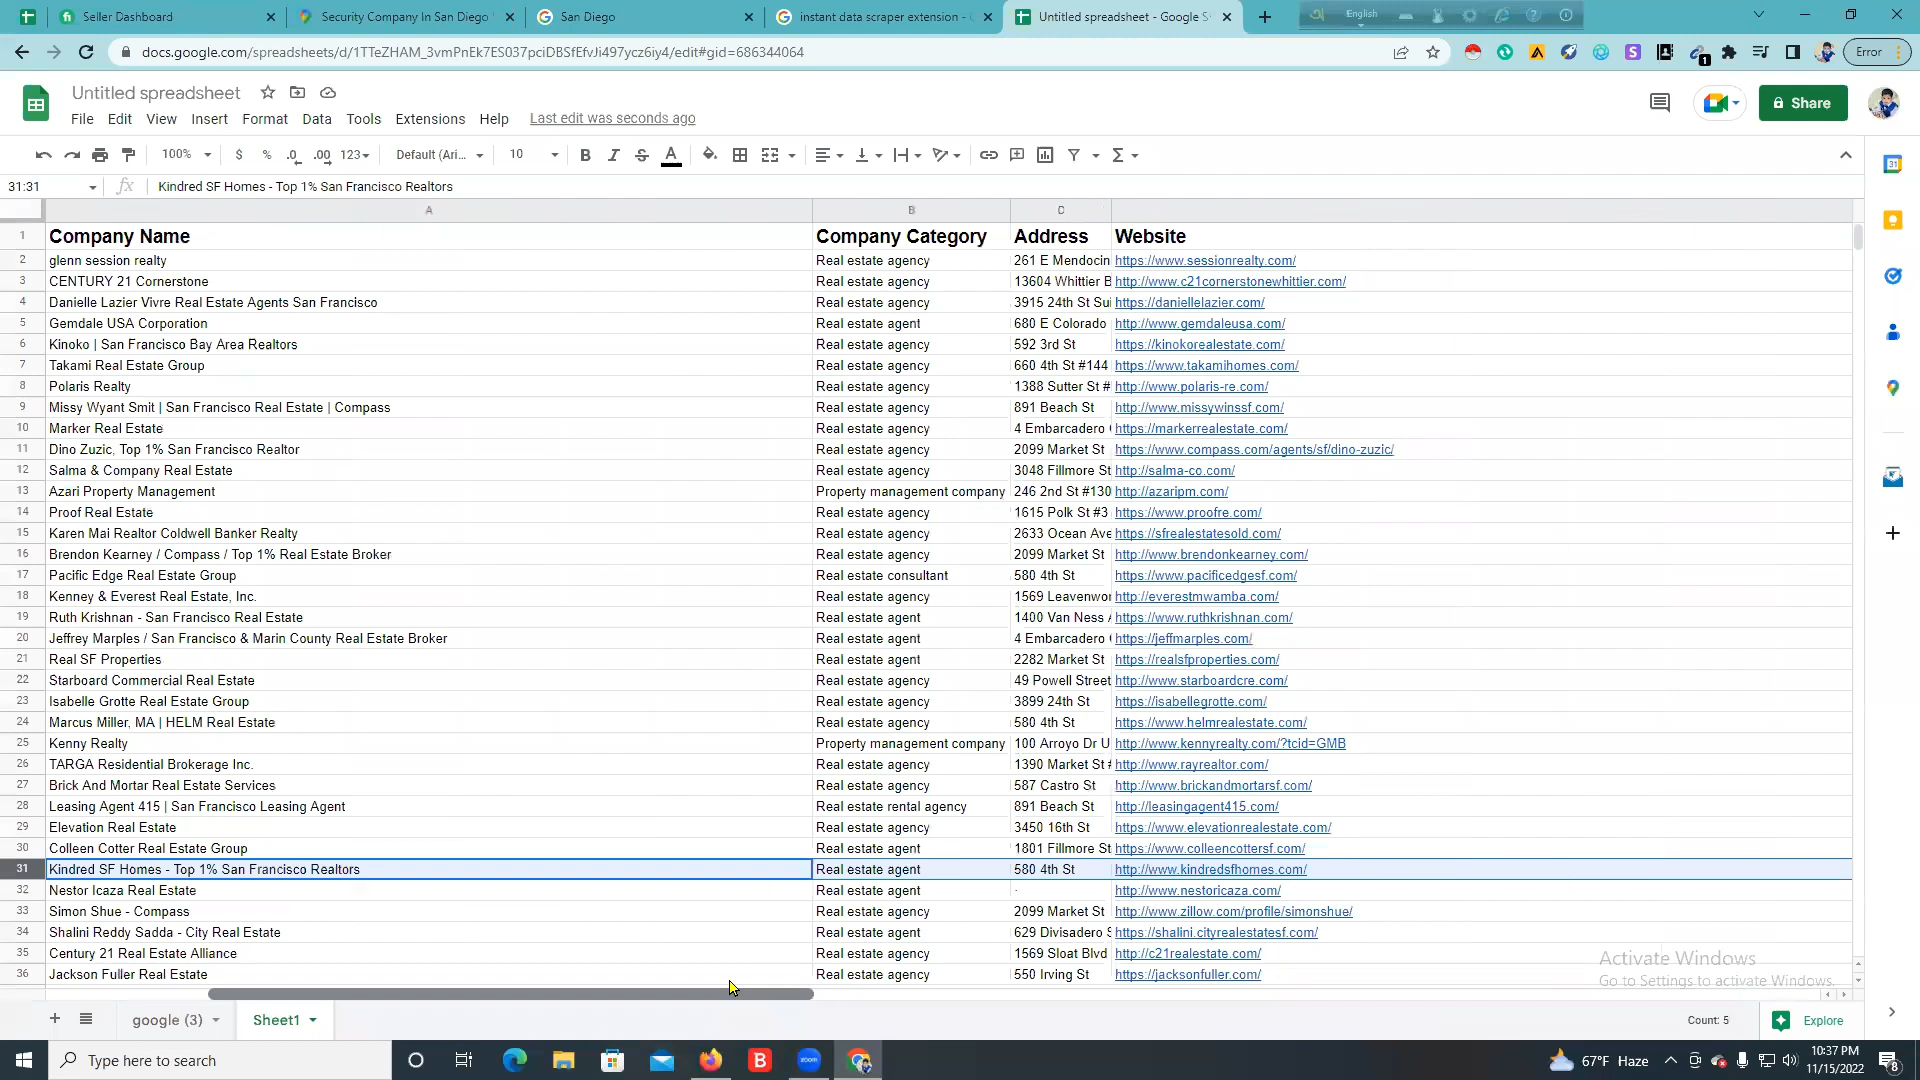 Seller Dashboard
Security Company In San Diego
San Diego
instant data scraper extension -
Untitled spreadsheet - Google S
English
docs.google.com/spreadsheets/d/1TTeZHAM_3vmPnEk7ES037pciDBSfEfvJi497ycz6iy4/edit#gid=686344064
1
Error
Untitled spreadsheet
File Edit View Insert Format Data Tools Extensions Help Last edit was seconds ago
Share
100% $ % .0 .00 123 Default (Ari... 10 B I S A
31:31 fx Kindred SF Homes - Top 1% San Francisco Realtors
A B C
1 Company Name Company Category Address Website
2 glenn session realty Real estate agency 261 E Mendocin https://www.sessionrealty.com/
3 CENTURY 21 Cornerstone Real estate agency 13604 Whittier B http://www.c21cornerstonewhittier.com/
4 Danielle Lazier Vivre Real Estate Agents San Francisco Real estate agency 3915 24th St Sui https://daniellelazier.com/
5 Gemdale USA Corporation Real estate agent 680 E Colorado http://www.gemdaleusa.com/
6 Kinoko | San Francisco Bay Area Realtors Real estate agency 592 3rd St https://kinokorealestate.com/
7 Takami Real Estate Group Real estate agency 660 4th St #144 https://www.takamihomes.com/
8 Polaris Realty Real estate agency 1388 Sutter St # http://www.polaris-re.com/
9 Missy Wyant Smit | San Francisco Real Estate | Compass Real estate agency 891 Beach St http://www.missywinssf.com/
10 Marker Real Estate Real estate agency 4 Embarcadero https://markerrealestate.com/
11 Dino Zuzic, Top 1% San Francisco Realtor Real estate agency 2099 Market St https://www.compass.com/agents/sf/dino-zuzic/
12 Salma & Company Real Estate Real estate agency 3048 Fillmore St http://salma-co.com/
13 Azari Property Management Property management company 246 2nd St #130 http://azaripm.com/
14 Proof Real Estate Real estate agency 1615 Polk St #3 https://www.proofre.com/
15 Karen Mai Realtor Coldwell Banker Realty Real estate agency 2633 Ocean Ave https://sfrealestatesold.com/
16 Brendon Kearney / Compass / Top 1% Real Estate Broker Real estate agency 2099 Market St http://www.brendonkearney.com/
17 Pacific Edge Real Estate Group Real estate consultant 580 4th St https://www.pacificedgesf.com/
18 Kenney & Everest Real Estate, Inc. Real estate agency 1569 Leavenwor http://everestmwamba.com/
19 Ruth Krishnan - San Francisco Real Estate Real estate agent 1400 Van Ness https://www.ruthkrishnan.com/
20 Jeffrey Marples / San Francisco & Marin County Real Estate Broker Real estate agent 4 Embarcadero https://jeffmarples.com/
21 Real SF Properties Real estate agent 2282 Market St https://realsfproperties.com/
22 Starboard Commercial Real Estate Real estate agency 49 Powell Street http://www.starboardcre.com/
23 Isabelle Grotte Real Estate Group Real estate agency 3899 24th St https://isabellegrotte.com/
24 Marcus Miller, MA | HELM Real Estate Real estate agency 580 4th St http://www.helmrealestate.com/
25 Kenny Realty Property management company 100 Arroyo Dr U http://www.kennyrealty.com/?tcid=GMB
26 TARGA Residential Brokerage Inc. Real estate agency 1390 Market St # http://www.rayrealtor.com/
27 Brick And Mortar Real Estate Services Real estate agency 587 Castro St http://www.brickandmortarsf.com/
28 Leasing Agent 415 | San Francisco Leasing Agent Real estate rental agency 891 Beach St http://leasingagent415.com/
29 Elevation Real Estate Real estate agency 3450 16th St https://www.elevationrealestate.com/
30 Colleen Cotter Real Estate Group Real estate agent 1801 Fillmore St https://www.colleencottersf.com/
31 Kindred SF Homes - Top 1% San Francisco Realtors Real estate agent 580 4th St http://www.kindredsfhomes.com/
32 Nestor Icaza Real Estate Real estate agent · http://www.nestoricaza.com/
33 Simon Shue - Compass Real estate agency 2099 Market St http://www.zillow.com/profile/simonshue/
34 Shalini Reddy Sadda - City Real Estate Real estate agent 629 Divisadero S https://shalini.cityrealestatesf.com/
35 Century 21 Real Estate Alliance Real estate agency 1569 Sloat Blvd http://c21realestate.com/
36 Jackson Fuller Real Estate Real estate agency 550 Irving St https://jacksonfuller.com/
Activate Windows
Go to Settings to activate Windows.
google (3) Sheet1 Count: 5 Explore
Type here to search
67°F Haze
10:37 PM
11/15/2022
8